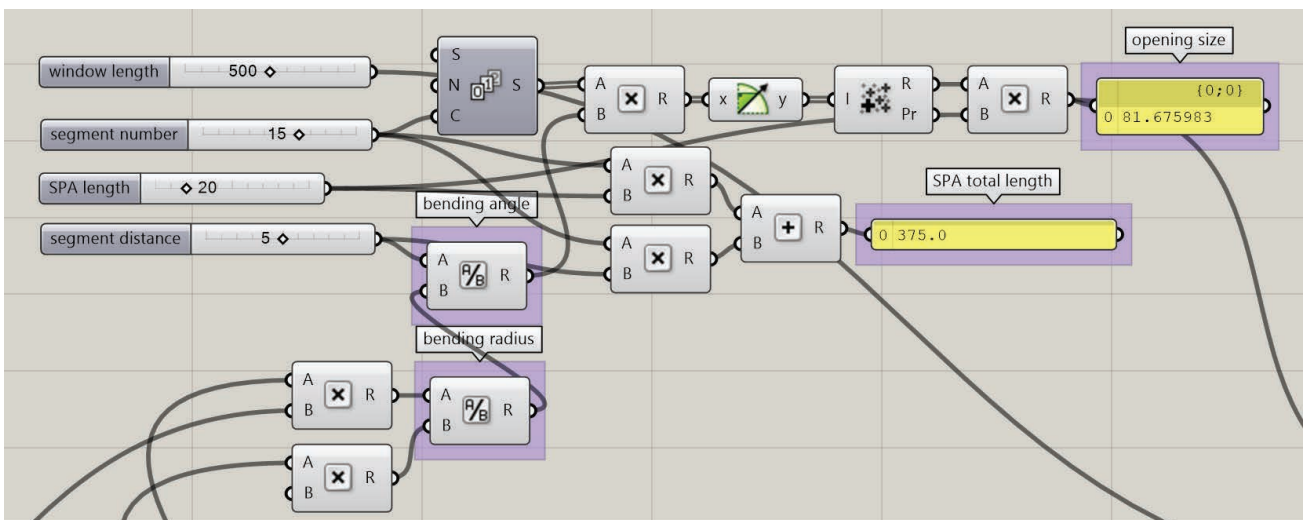 opening size
window length 500
S
N S
C
A
B R
x y
I R
Pr
A
B R
{0;0}
0 81.675983
segment number 15
A
B R
SPA length 20
SPA total length
bending angle
A
B R
0 375.0
segment distance 5
A
B A/B R
A
B R
bending radius
A
B R
A
B A/B R
A
B R